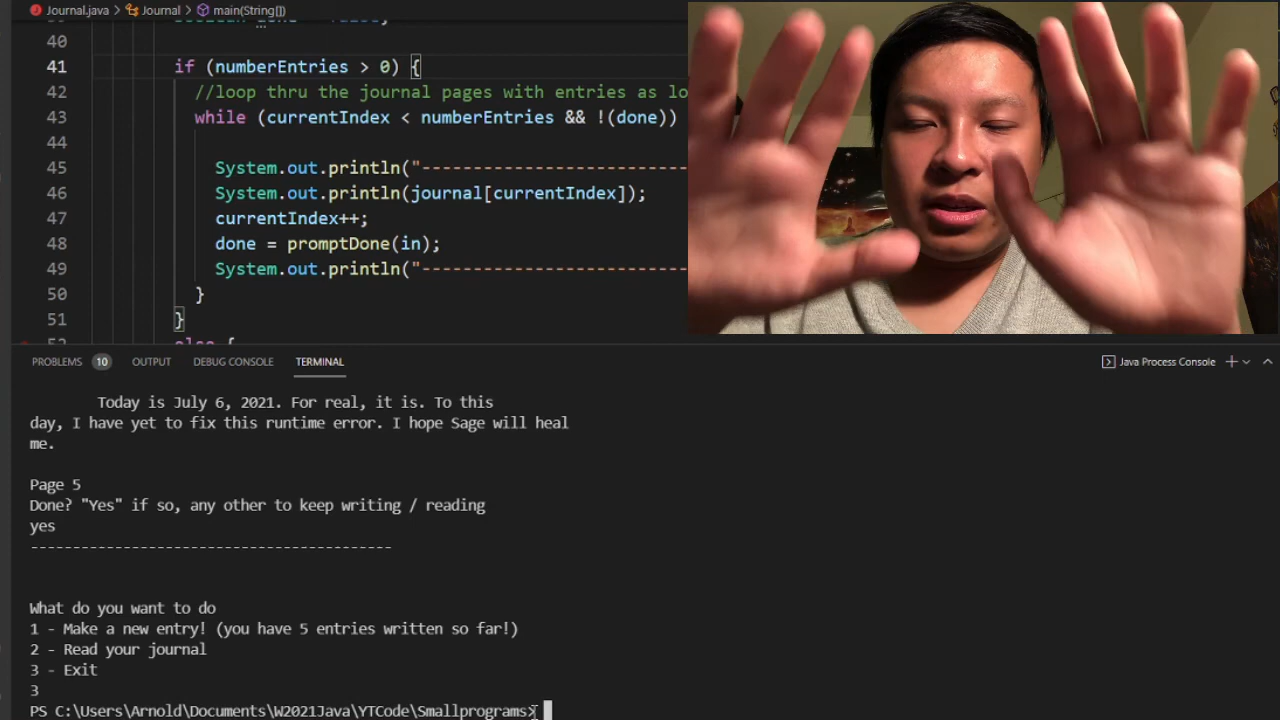 Journal.java > Journal > main(String[])
40
41 if (numberEntries > 0) {
42 //loop thru the journal pages with entries as lo
43 while (currentIndex < numberEntries && !(done))
44
45 System.out.println("--------------------------------
46 System.out.println(journal[currentIndex]);
47 currentIndex++;
48 done = promptDone(in);
49 System.out.println("--------------------------------
50 }
51 }
else {
PROBLEMS 10 OUTPUT DEBUG CONSOLE TERMINAL Java Process Console
Today is July 6, 2021. For real, it is. To this
day, I have yet to fix this runtime error. I hope Sage will heal
me.
Page 5
Done? "Yes" if so, any other to keep writing / reading
yes
-------------------------------------------
What do you want to do
1 - Make a new entry! (you have 5 entries written so far!)
2 - Read your journal
3 - Exit
3
PS C:\Users\Arnold\Documents\W2021Java\YTCode\Smallprograms>